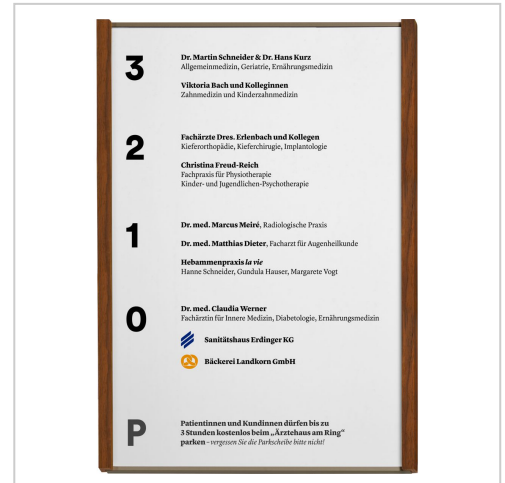 3
Dr. Martin Schneider & Dr. Hans Kurz
Allgemeinmedizin, Geriatrie, Ernährungsmedizin
Viktoria Bach und Kolleginnen
Zahnmedizin und Kinderzahnmedizin
2
Fachärzte Dres. Erlenbach und Kollegen
Kieferorthopädie, Kieferchirugie, Implantologie
Christina Freud-Reich
Fachpraxis für Physiotherapie
Kinder- und Jugendlichen-Psychotherapie
1
Dr. med. Marcus Meiré, Radiologische Praxis
Dr. med. Matthias Dieter, Facharzt für Augenheilkunde
Hebammenpraxis la vie
Hanne Schneider, Gundula Hauser, Margarete Vogt
0
Dr. med. Claudia Werner
Fachärztin für Innere Medizin, Diabetologie, Ernährungsmedizin
Sanitätshaus Erdinger KG
Bäckerei Landkorn GmbH
P
Patientinnen und Kundinnen dürfen bis zu
3 Stunden kostenlos beim „Ärztehaus am Ring“
parken – vergessen Sie die Parkscheibe bitte nicht!